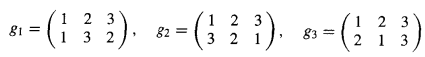 g₁ = ( 1 2 3 / 1 3 2 ), g₂ = ( 1 2 3 / 3 2 1 ), g₃ = ( 1 2 3 / 2 1 3 )